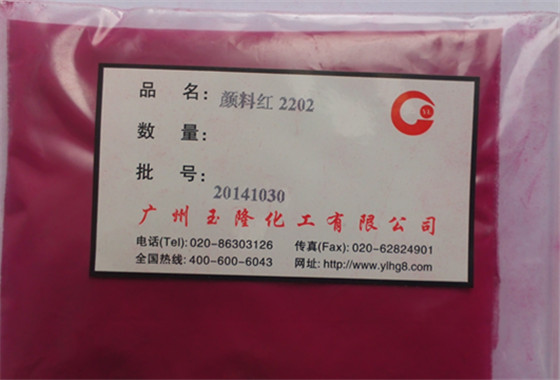 品 名: 颜料红 2202
YL
数 量:
批 号: 20141030
广州玉隆化工有限公司
电话(Tel): 020-86303126 传真(Fax): 020-62824901
全国热线: 400-600-6043 网址: http://www.ylhg8.com